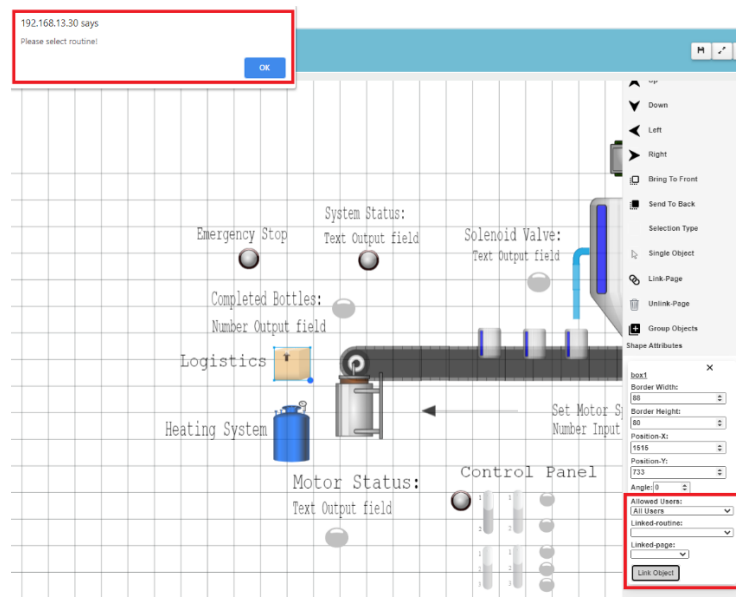 192.168.13.30 says
Please select routine!
OK
Up
Down
Left
Right
Bring To Front
Send To Back
Selection Type
Single Object
Link-Page
Unlink-Page
Group Objects
Shape Attributes
Emergency Stop
System Status:
Text Output field
Solenoid Valve:
Text Output field
Completed Bottles:
Number Output field
Logistics
Heating System
Set Motor
Number Input
Motor Status:
Text Output field
Control Panel
box1
Border Width:
88
Border Height:
80
Position-X:
1515
Position-Y:
733
Angle: 0
Allowed Users:
All Users
Linked-routine:
Linked-page:
Link Object